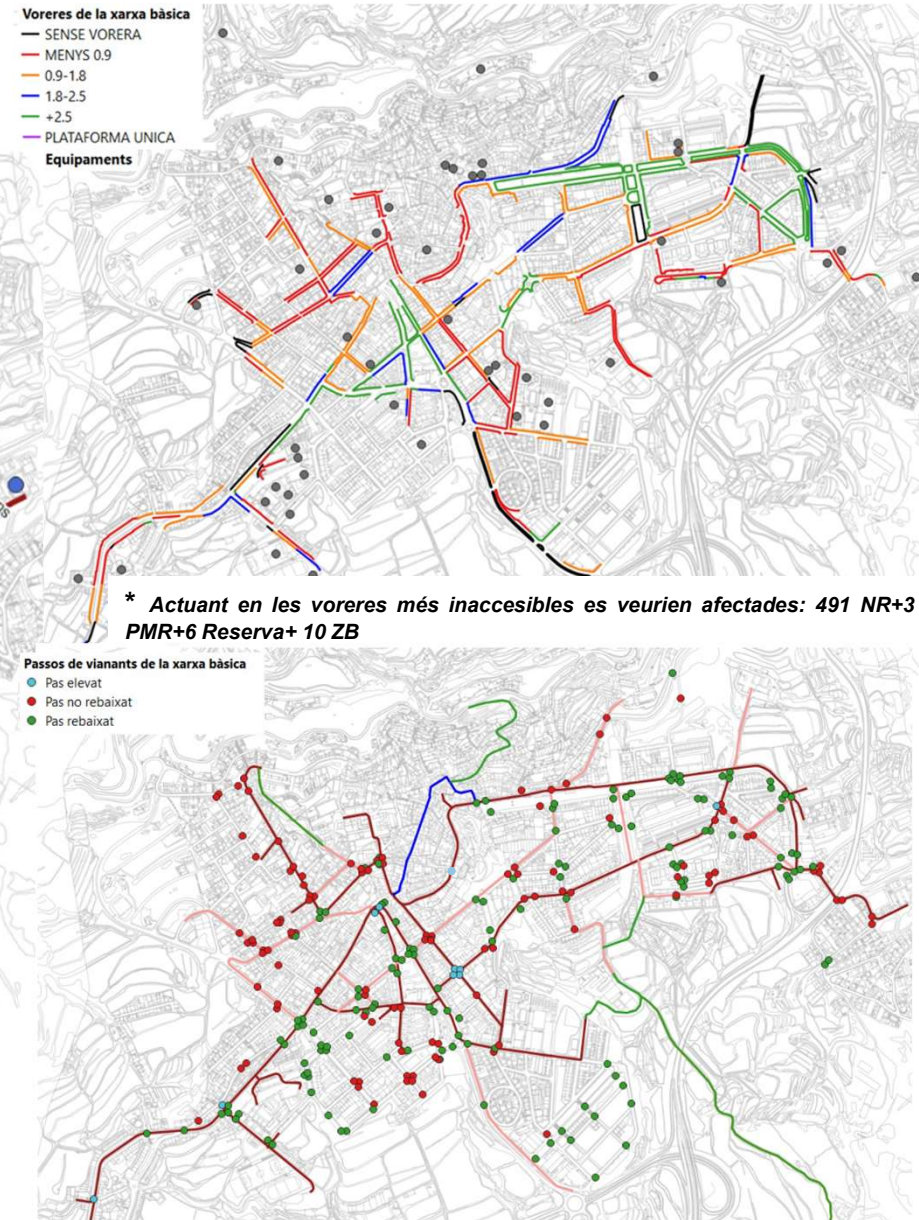 Voreres de la xarxa bàsica
SENSE VORERA
MENYS 0.9
0.9-1.8
1.8-2.5
+2.5
PLATAFORMA UNICA
Equipaments
* Actuant en les voreres més inaccesibles es veurien afectades: 491 NR+3
PMR+6 Reserva+ 10 ZB
Passos de vianants de la xarxa bàsica
Pas elevat
Pas no rebaixat
Pas rebaixat